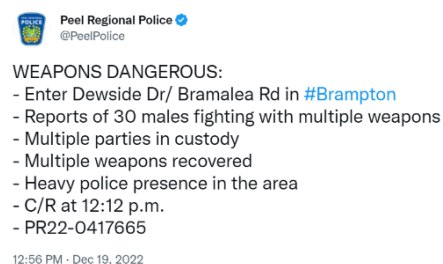 Peel Regional Police
@PeelPolice
WEAPONS DANGEROUS:
- Enter Dewside Dr/ Bramalea Rd in #Brampton
- Reports of 30 males fighting with multiple weapons
- Multiple parties in custody
- Multiple weapons recovered
- Heavy police presence in the area
- C/R at 12:12 p.m.
- PR22-0417665
12:56 PM · Dec 19, 2022